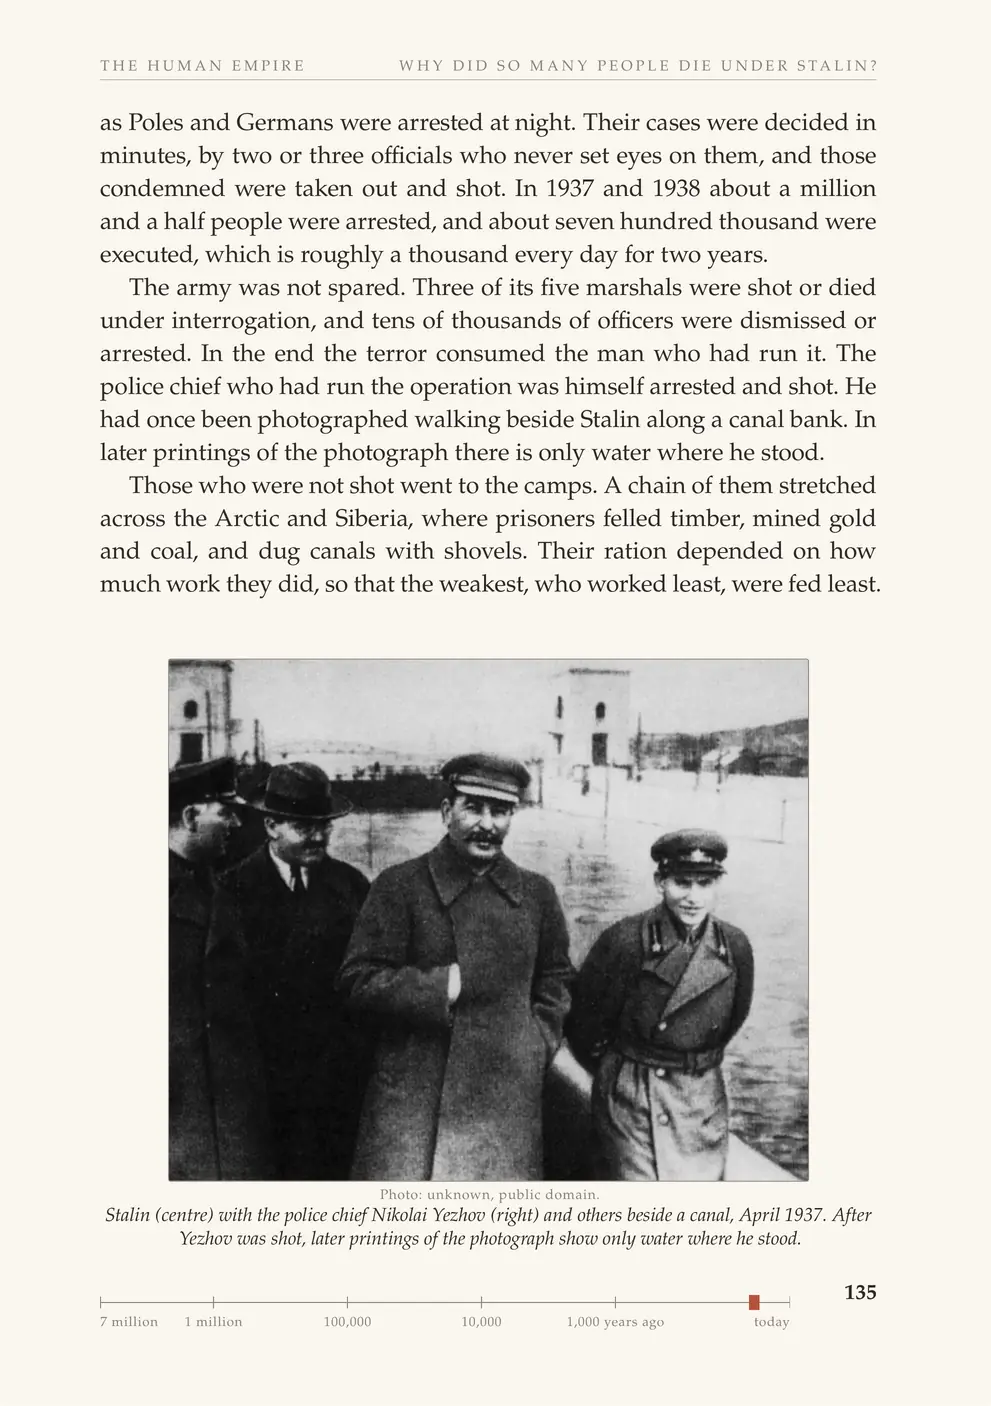 THE HUMAN EMPIRE
WHY DID SO MANY PEOPLE DIE UNDER STALIN?
as Poles and Germans were arrested at night. Their cases were decided in
minutes, by two or three officials who never set eyes on them, and those
condemned were taken out and shot. In 1937 and 1938 about a million
and a half people were arrested, and about seven hundred thousand were
executed, which is roughly a thousand every day for two years.
The army was not spared. Three of its five marshals were shot or died
under interrogation, and tens of thousands of officers were dismissed or
arrested. In the end the terror consumed the man who had run it. The
police chief who had run the operation was himself arrested and shot. He
had once been photographed walking beside Stalin along a canal bank. In
later printings of the photograph there is only water where he stood.
Those who were not shot went to the camps. A chain of them stretched
across the Arctic and Siberia, where prisoners felled timber, mined gold
and coal, and dug canals with shovels. Their ration depended on how
much work they did, so that the weakest, who worked least, were fed least.
Photo: unknown, public domain.
Stalin (centre) with the police chief Nikolai Yezhov (right) and others beside a canal, April 1937. After
Yezhov was shot, later printings of the photograph show only water where he stood.
135
7 million 1 million 100,000 10,000 1,000 years ago today